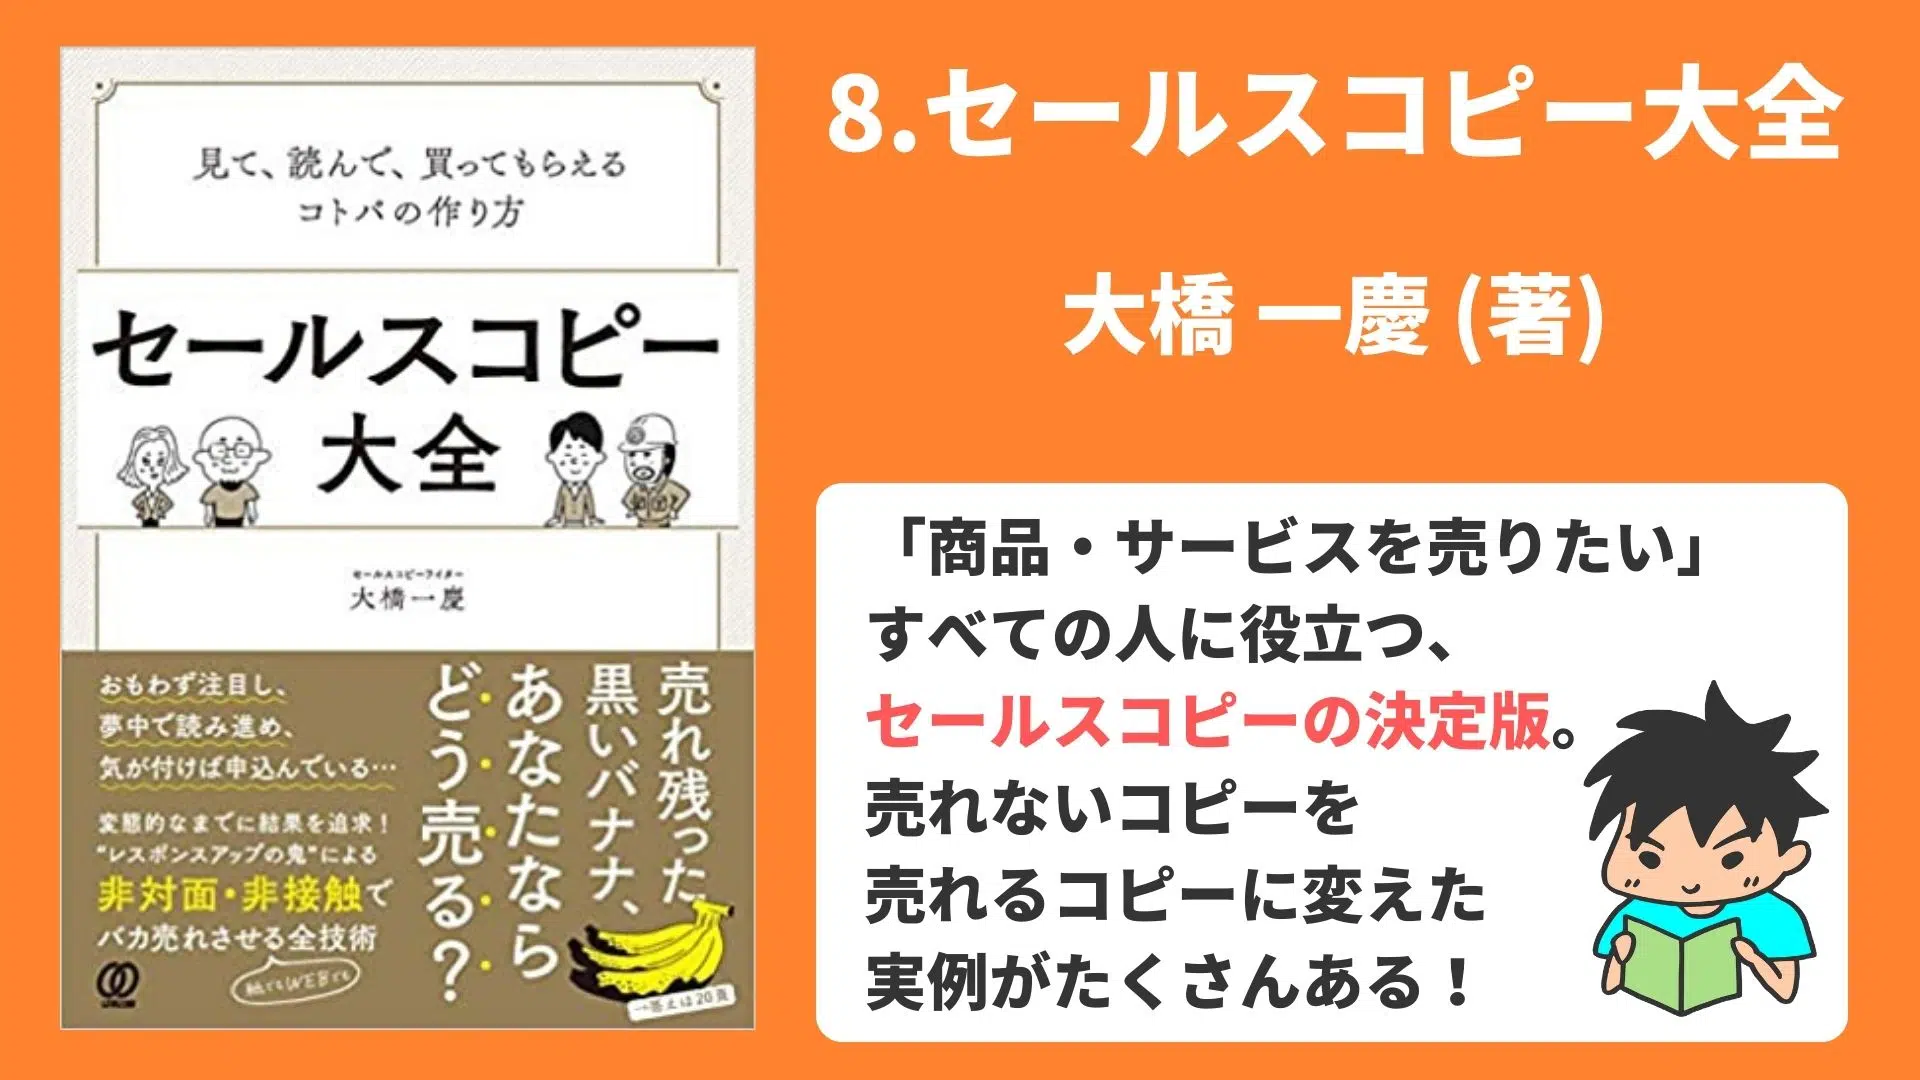 見て、読んで、買ってもらえる
コトバの作り方
セールスコピー
大全
セールスコピーライター
大橋一慶
売れ残った
黒いバナナ、
あなたなら
どう売る?
おもわず注目し、
夢中で読み進め、
気が付けば申込んでいる…
変態的なまでに結果を追求!
“レスポンスアップの鬼”による
非対面・非接触で
バカ売れさせる全技術
紙でもWEBでも
→答えは20頁
8.セールスコピー大全
大橋 一慶 (著)
「商品・サービスを売りたい」
すべての人に役立つ、
セールスコピーの決定版。
売れないコピーを
売れるコピーに変えた
実例がたくさんある!